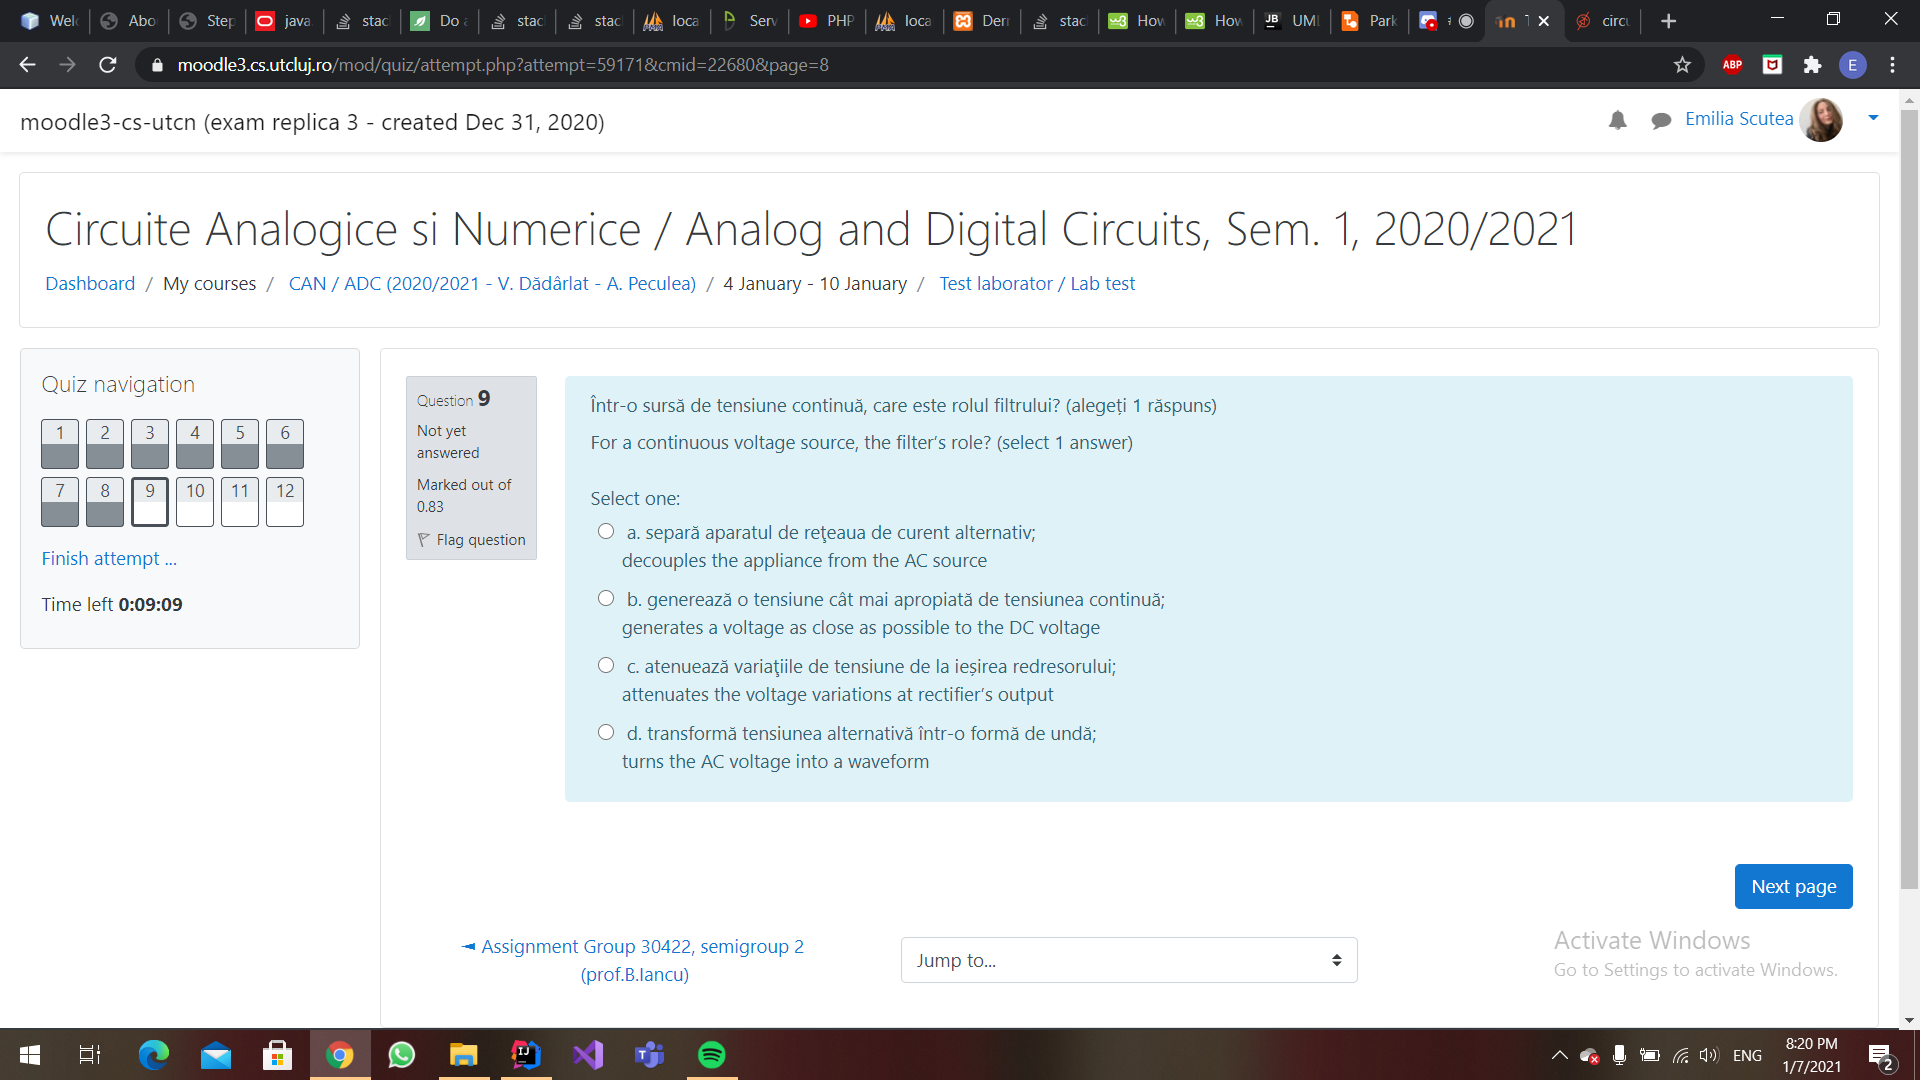 Wel
Abo
Step
java
stac
Do a
stac
stac
loca
Serv
PHP
loca
Derr
stac
How
How
UMI
Park
circu
moodle3.cs.utcluj.ro/mod/quiz/attempt.php?attempt=59171&cmid=22680&page=8
ABP
E
moodle3-cs-utcn (exam replica 3 - created Dec 31, 2020)
Emilia Scutea
Circuite Analogice si Numerice / Analog and Digital Circuits, Sem. 1, 2020/2021
Dashboard / My courses / CAN / ADC (2020/2021 - V. Dădârlat - A. Peculea) / 4 January - 10 January / Test laborator / Lab test
Quiz navigation
1 2 3 4 5 6
7 8 9 10 11 12
Finish attempt ...
Time left 0:09:09
Question 9
Not yet
answered
Marked out of
0.83
Flag question
Într-o sursă de tensiune continuă, care este rolul filtrului? (alegeți 1 răspuns)
For a continuous voltage source, the filter's role? (select 1 answer)
Select one:
a. separă aparatul de reţeaua de curent alternativ;
decouples the appliance from the AC source
b. generează o tensiune cât mai apropiată de tensiunea continuă;
generates a voltage as close as possible to the DC voltage
c. atenuează variaţiile de tensiune de la ieșirea redresorului;
attenuates the voltage variations at rectifier's output
d. transformă tensiunea alternativă într-o formă de undă;
turns the AC voltage into a waveform
Next page
◄ Assignment Group 30422, semigroup 2
(prof.B.Iancu)
Jump to...
Activate Windows
Go to Settings to activate Windows.
ENG
8:20 PM
1/7/2021
2